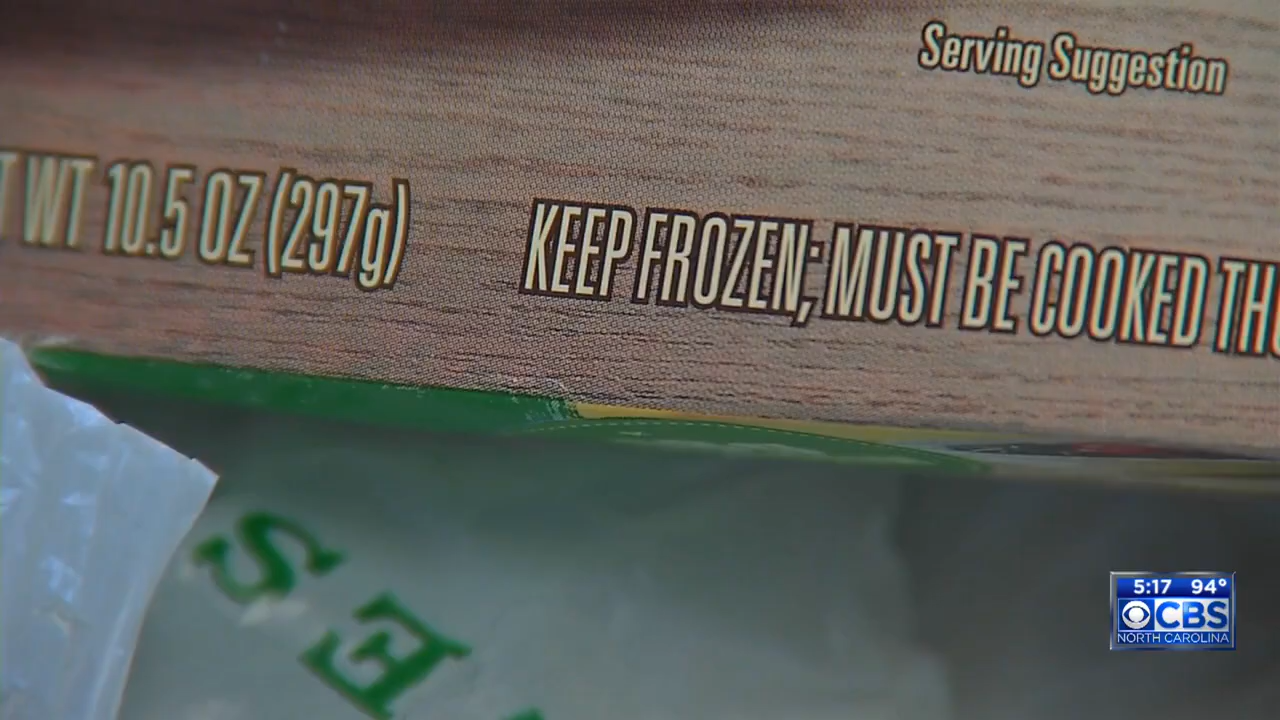 Serving Suggestion
T WT 10.5 OZ (297g)
KEEP FROZEN; MUST BE COOKED TH
S
E
5:17 94°
CBS
NORTH CAROLINA